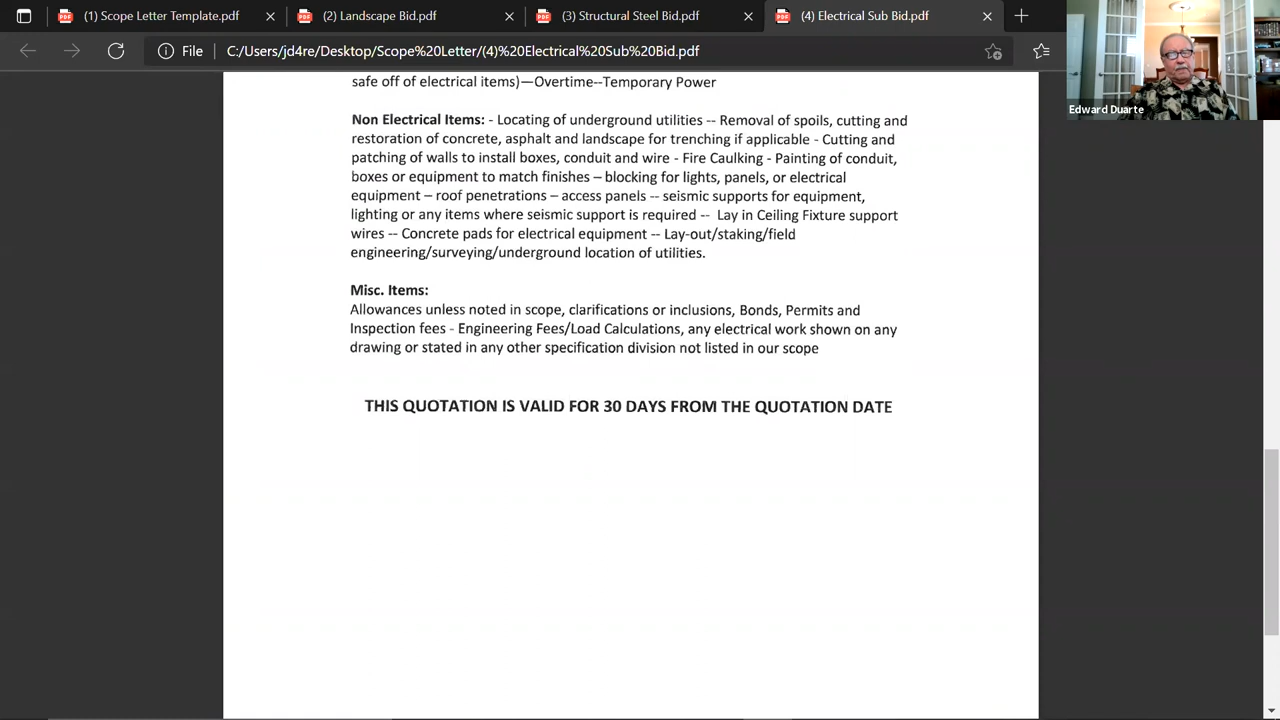 (1) Scope Letter Template.pdf
(2) Landscape Bid.pdf
(3) Structural Steel Bid.pdf
(4) Electrical Sub Bid.pdf
File
C:/Users/jd4re/Desktop/Scope%20Letter/(4)%20Electrical%20Sub%20Bid.pdf
Edward Duarte
safe off of electrical items)—Overtime--Temporary Power
Non Electrical Items: - Locating of underground utilities -- Removal of spoils, cutting and
restoration of concrete, asphalt and landscape for trenching if applicable - Cutting and
patching of walls to install boxes, conduit and wire - Fire Caulking - Painting of conduit,
boxes or equipment to match finishes – blocking for lights, panels, or electrical
equipment – roof penetrations – access panels -- seismic supports for equipment,
lighting or any items where seismic support is required -- Lay in Ceiling Fixture support
wires -- Concrete pads for electrical equipment -- Lay-out/staking/field
engineering/surveying/underground location of utilities.
Misc. Items:
Allowances unless noted in scope, clarifications or inclusions, Bonds, Permits and
Inspection fees - Engineering Fees/Load Calculations, any electrical work shown on any
drawing or stated in any other specification division not listed in our scope
THIS QUOTATION IS VALID FOR 30 DAYS FROM THE QUOTATION DATE